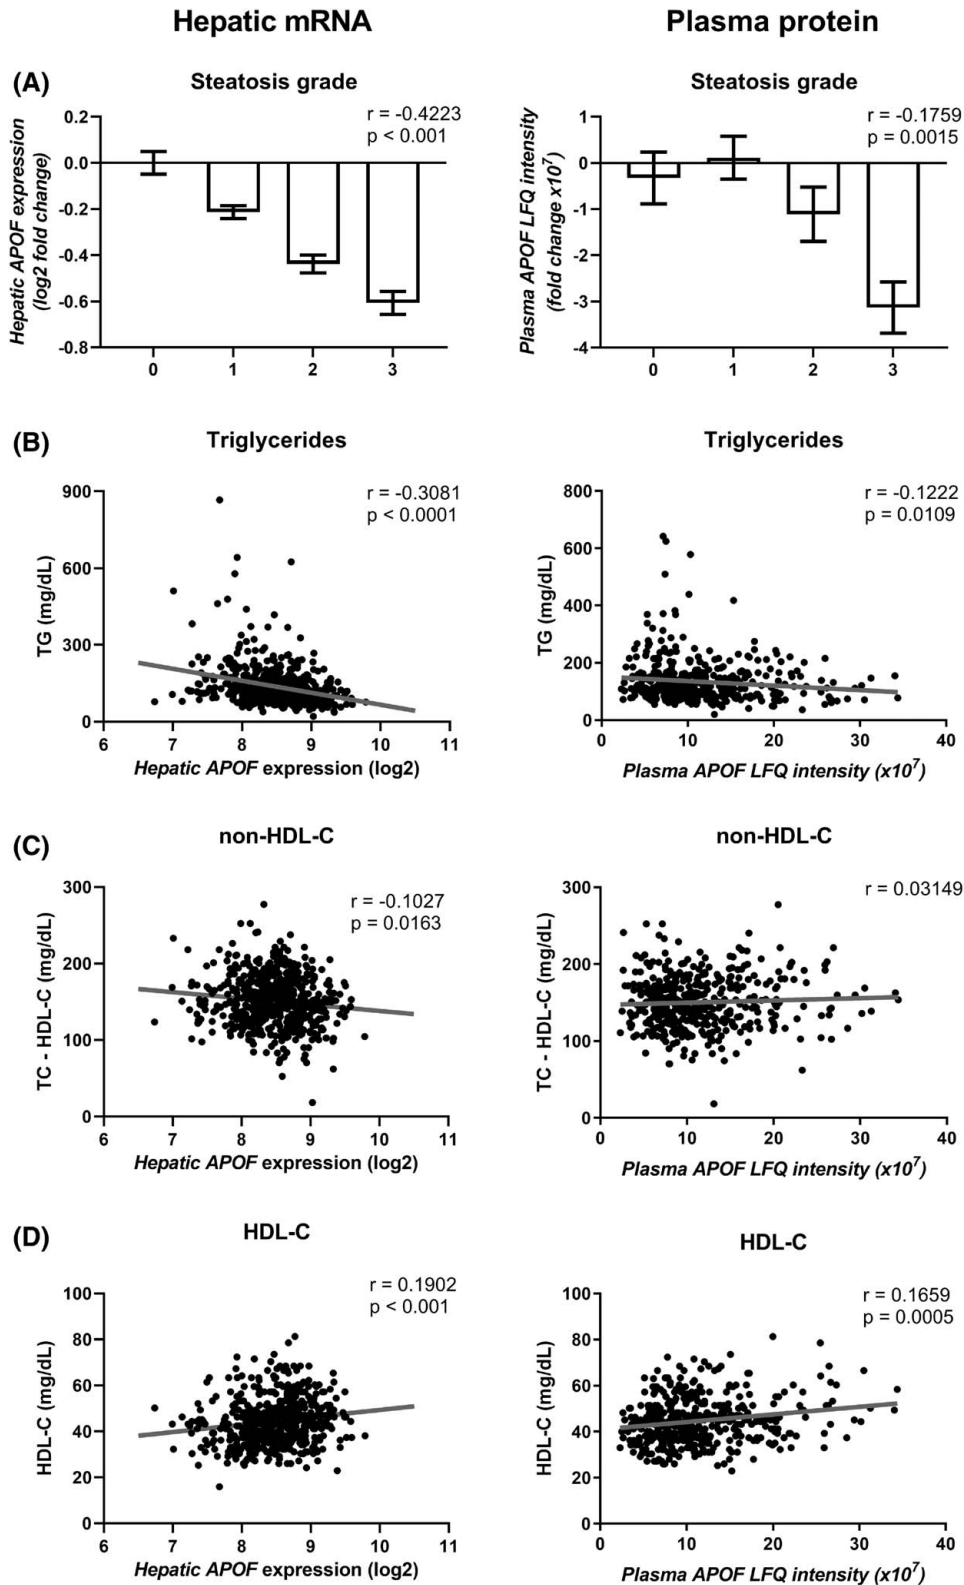 Hepatic mRNA
Plasma protein
(A)
Steatosis grade
r = -0.4223
p < 0.001
Hepatic APOF expression
(log2 fold change)
0.2
0.0
-0.2
-0.4
-0.6
-0.8
0 1 2 3
Steatosis grade
r = -0.1759
p = 0.0015
Plasma APOF LFQ intensity
(fold change x10⁷)
1
0
-1
-2
-3
-4
0 1 2 3
(B)
Triglycerides
r = -0.3081
p < 0.0001
TG (mg/dL)
900
600
300
0
6 7 8 9 10 11
Hepatic APOF expression (log2)
Triglycerides
r = -0.1222
p = 0.0109
TG (mg/dL)
800
600
400
200
0
0 10 20 30 40
Plasma APOF LFQ intensity (x10⁷)
(C)
non-HDL-C
r = -0.1027
p = 0.0163
TC - HDL-C (mg/dL)
300
200
100
0
6 7 8 9 10 11
Hepatic APOF expression (log2)
non-HDL-C
r = 0.03149
TC - HDL-C (mg/dL)
300
200
100
0
0 10 20 30 40
Plasma APOF LFQ intensity (x10⁷)
(D)
HDL-C
r = 0.1902
p < 0.001
HDL-C (mg/dL)
100
80
60
40
20
0
6 7 8 9 10 11
Hepatic APOF expression (log2)
HDL-C
r = 0.1659
p = 0.0005
HDL-C (mg/dL)
100
80
60
40
20
0
0 10 20 30 40
Plasma APOF LFQ intensity (x10⁷)